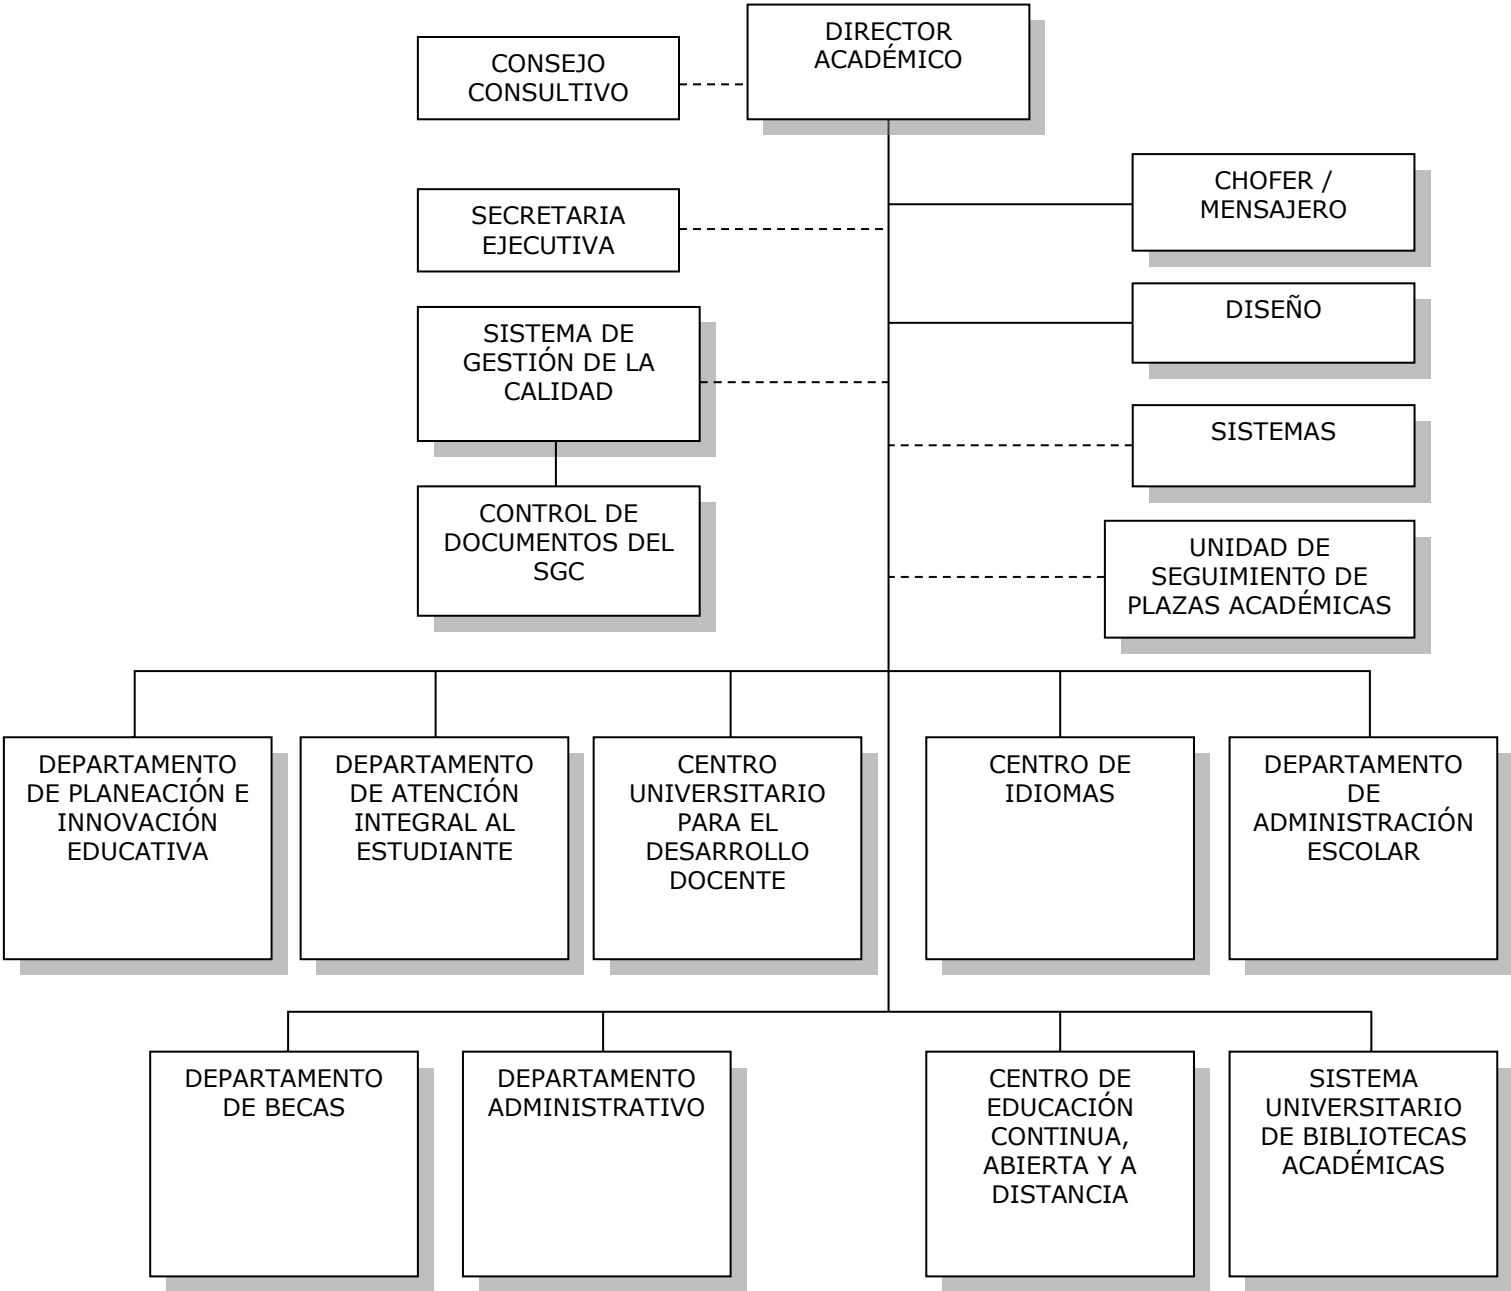 DIRECTOR
ACADÉMICO
CONSEJO
CONSULTIVO
CHOFER /
MENSAJERO
SECRETARIA
EJECUTIVA
DISEÑO
SISTEMA DE
GESTIÓN DE LA
CALIDAD
SISTEMAS
CONTROL DE
DOCUMENTOS DEL
SGC
UNIDAD DE
SEGUIMIENTO DE
PLAZAS ACADÉMICAS
DEPARTAMENTO
DE PLANEACIÓN E
INNOVACIÓN
EDUCATIVA
DEPARTAMENTO
DE ATENCIÓN
INTEGRAL AL
ESTUDIANTE
CENTRO
UNIVERSITARIO
PARA EL
DESARROLLO
DOCENTE
CENTRO DE
IDIOMAS
DEPARTAMENTO
DE
ADMINISTRACIÓN
ESCOLAR
DEPARTAMENTO
DE BECAS
DEPARTAMENTO
ADMINISTRATIVO
CENTRO DE
EDUCACIÓN
CONTINUA,
ABIERTA Y A
DISTANCIA
SISTEMA
UNIVERSITARIO
DE BIBLIOTECAS
ACADÉMICAS